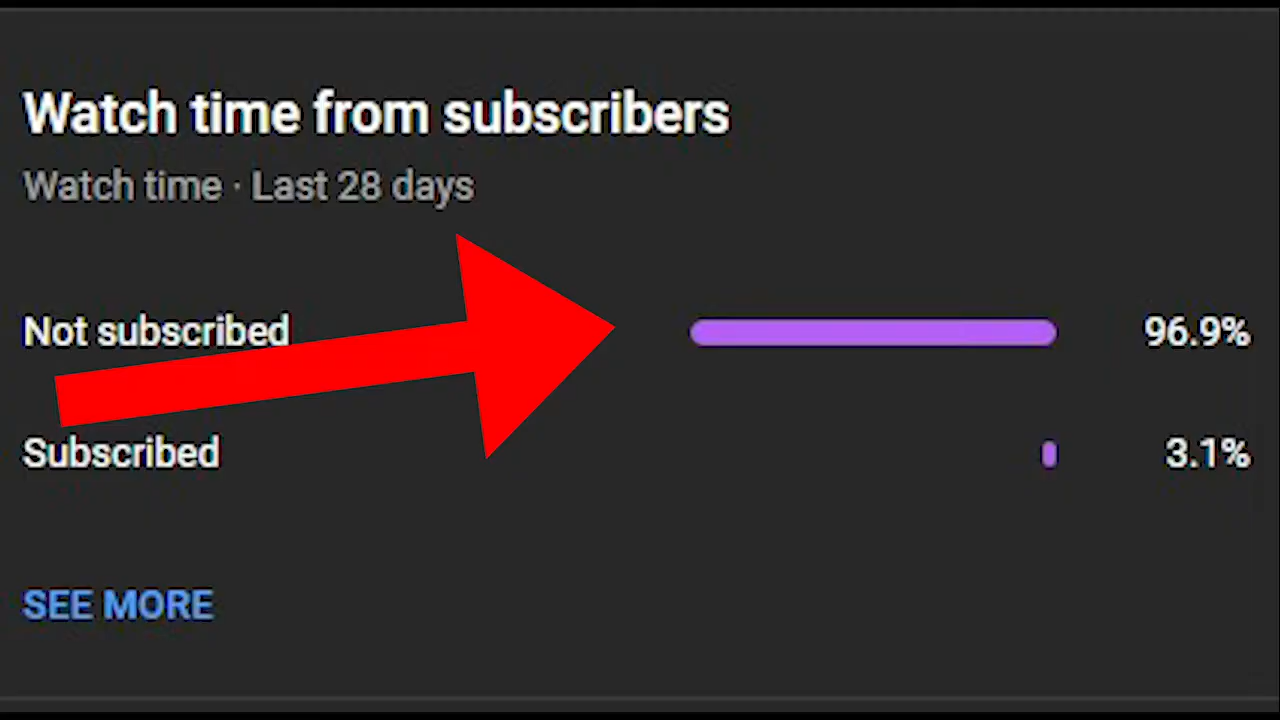 Watch time from subscribers
Watch time · Last 28 days
Not subscribed 96.9%
Subscribed 3.1%
SEE MORE